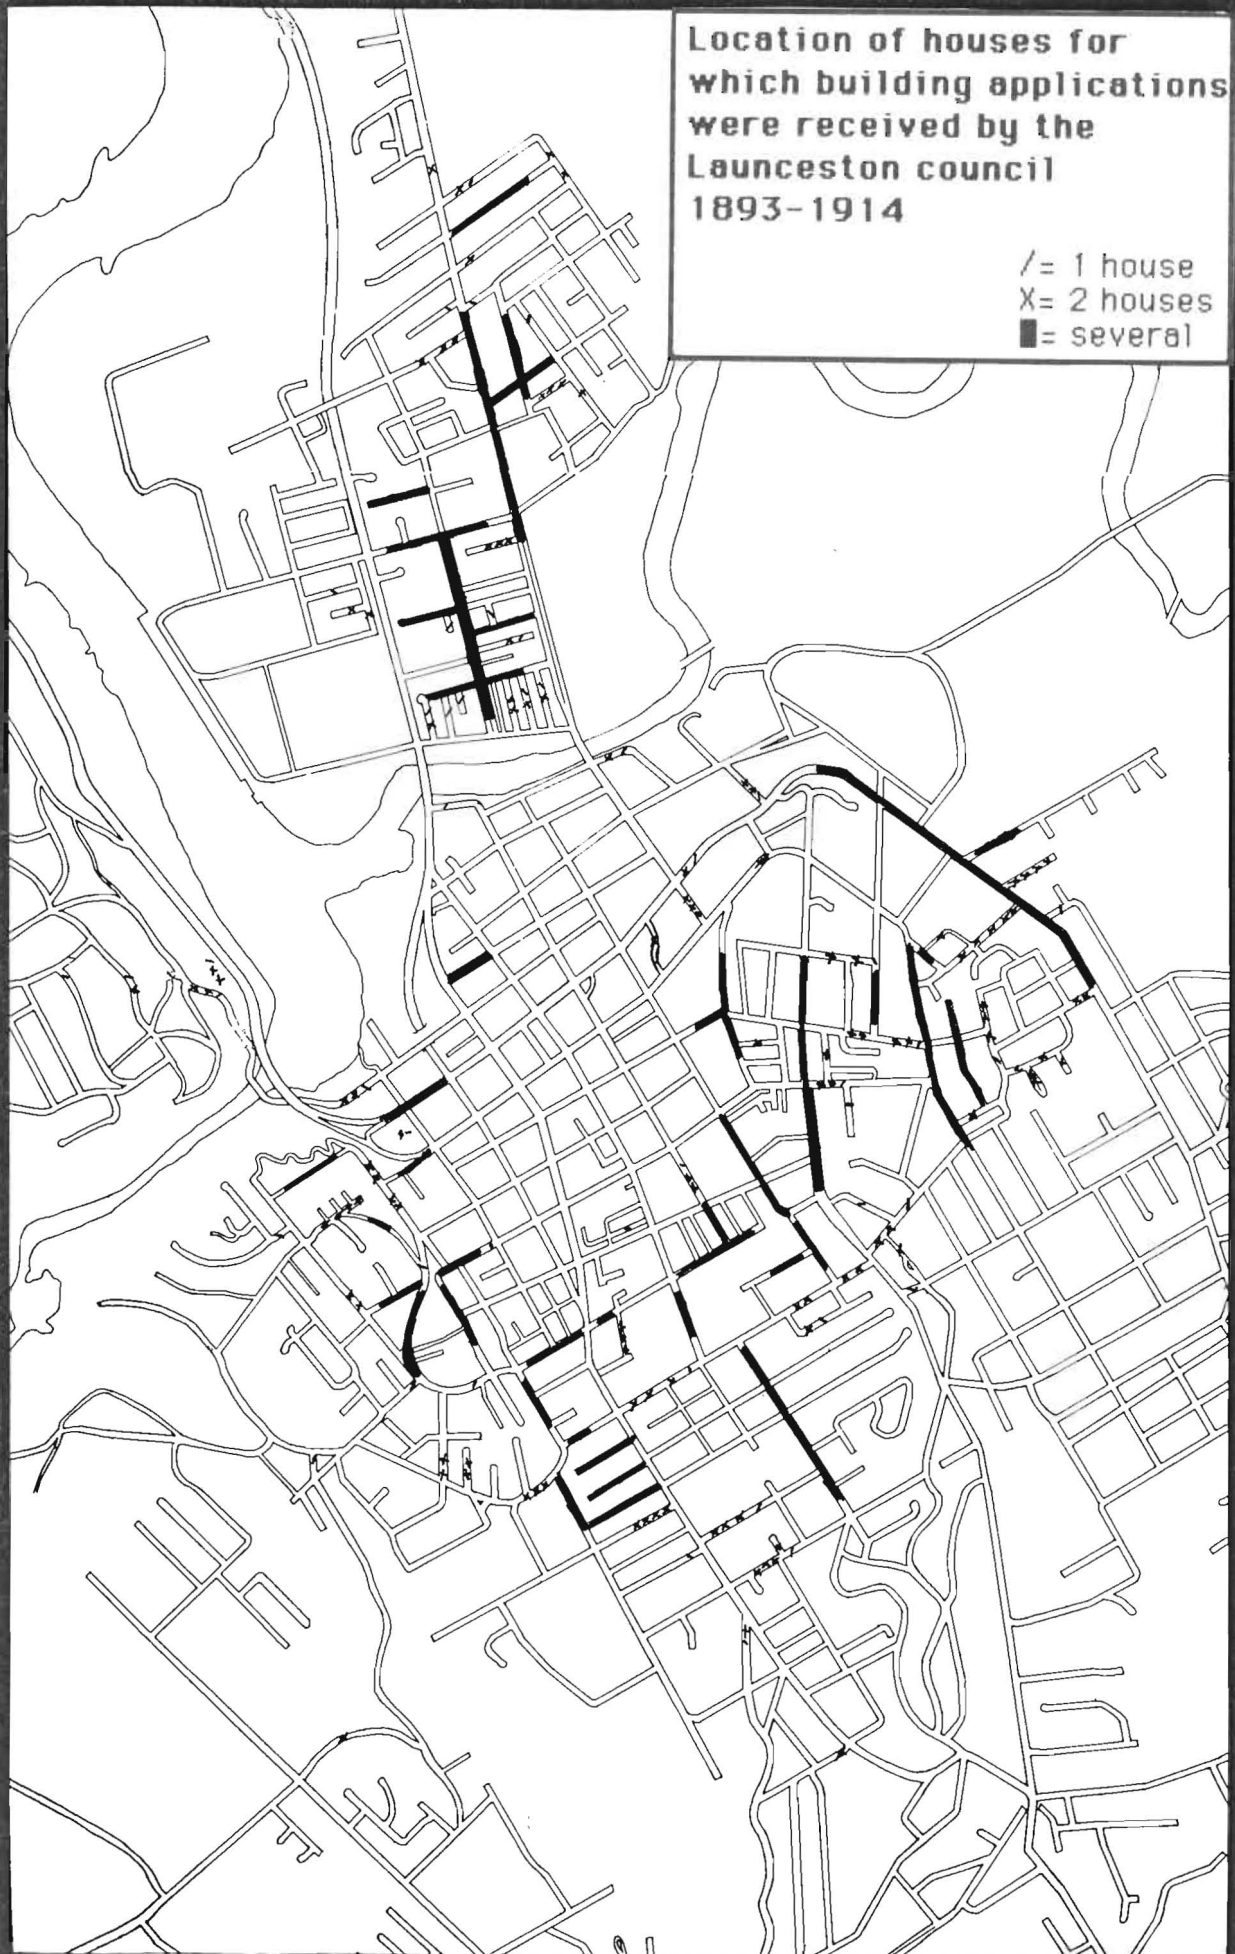 Location of houses for
which building applications
were received by the
Launceston council
1893-1914
/= 1 house
X= 2 houses
■= several